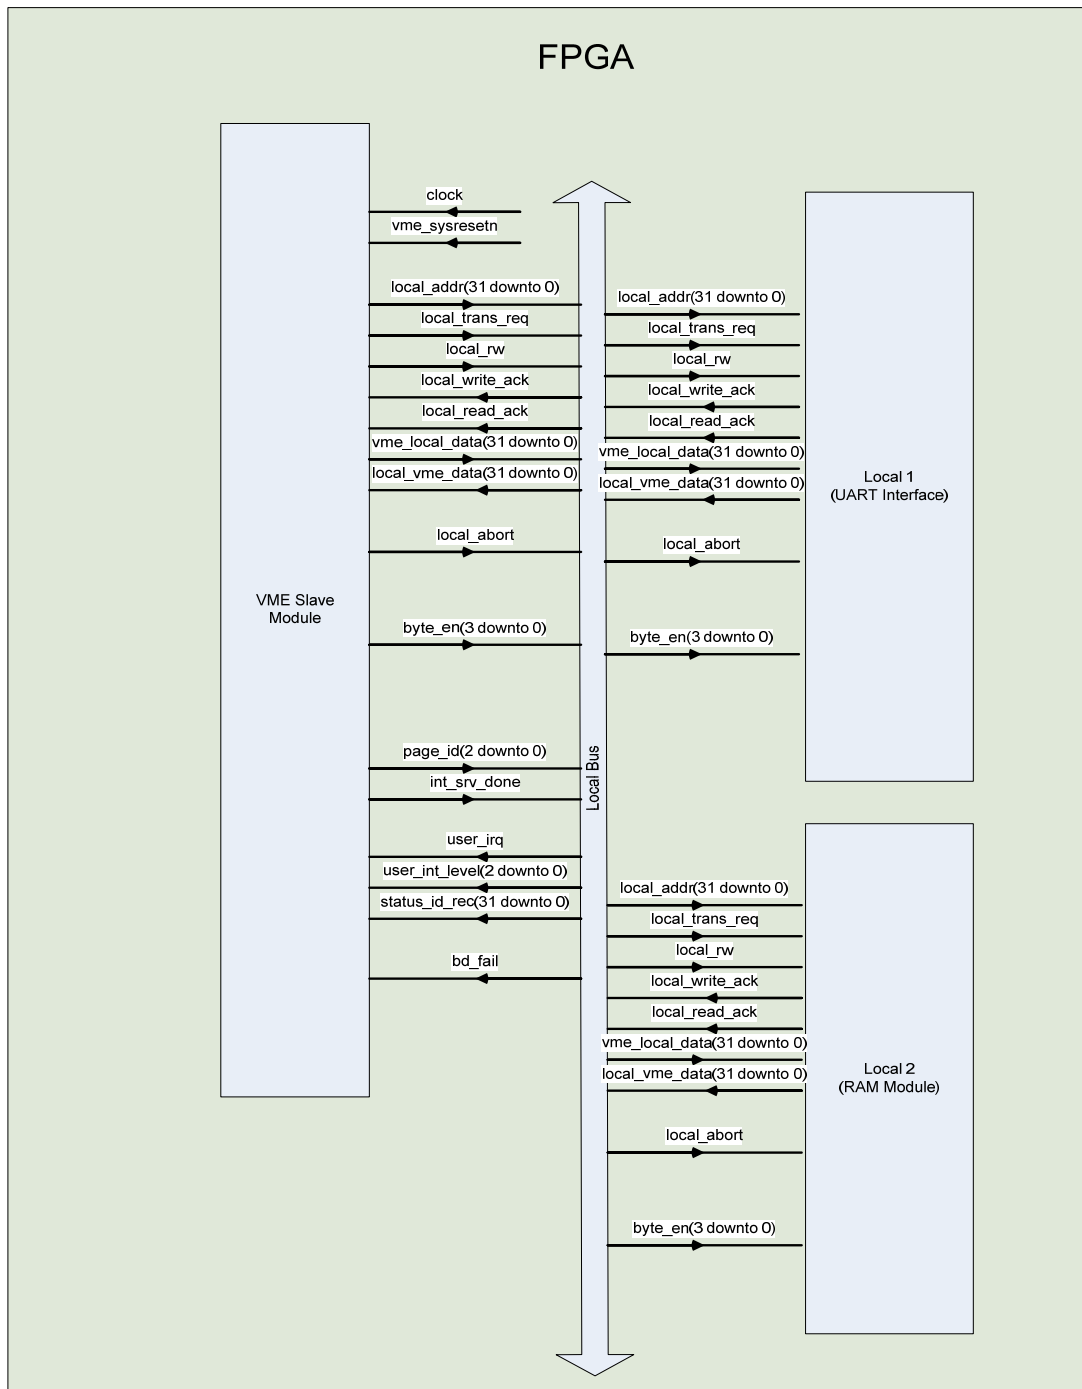 FPGA
clock
vme_sysresetn
local_addr(31 downto 0)
local_trans_req
local_rw
local_write_ack
local_read_ack
vme_local_data(31 downto 0)
local_vme_data(31 downto 0)
local_abort
VME Slave
Module
byte_en(3 downto 0)
page_id(2 downto 0)
int_srv_done
user_irq
user_int_level(2 downto 0)
status_id_rec(31 downto 0)
bd_fail
Local Bus
local_addr(31 downto 0)
local_trans_req
local_rw
local_write_ack
local_read_ack
vme_local_data(31 downto 0)
local_vme_data(31 downto 0)
local_abort
byte_en(3 downto 0)
Local 1
(UART Interface)
local_addr(31 downto 0)
local_trans_req
local_rw
local_write_ack
local_read_ack
vme_local_data(31 downto 0)
local_vme_data(31 downto 0)
local_abort
byte_en(3 downto 0)
Local 2
(RAM Module)